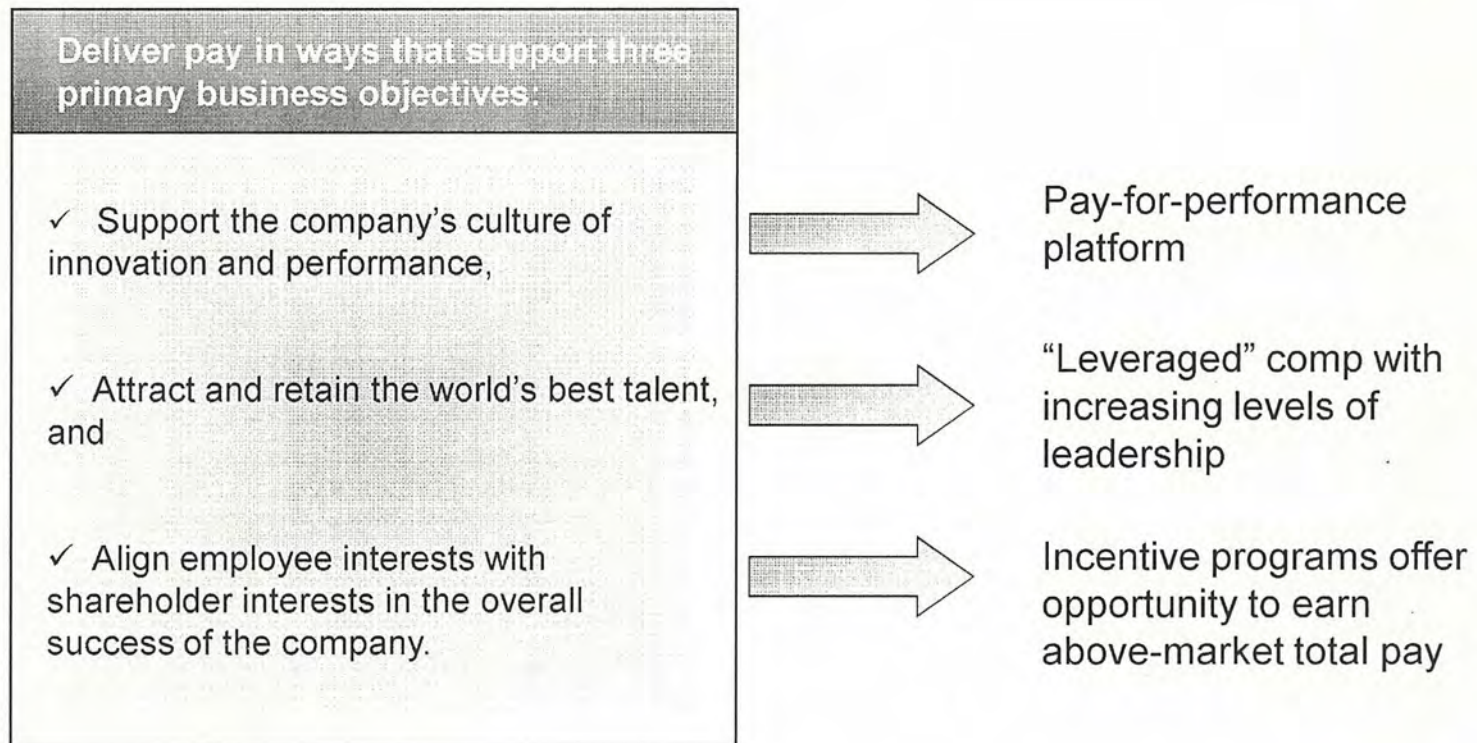 Deliver pay in ways that support three
primary business objectives:
✓ Support the company's culture of
innovation and performance,
Pay-for-performance
platform
✓ Attract and retain the world's best talent,
and
“Leveraged” comp with
increasing levels of
leadership
✓ Align employee interests with
shareholder interests in the overall
success of the company.
Incentive programs offer
opportunity to earn
above-market total pay